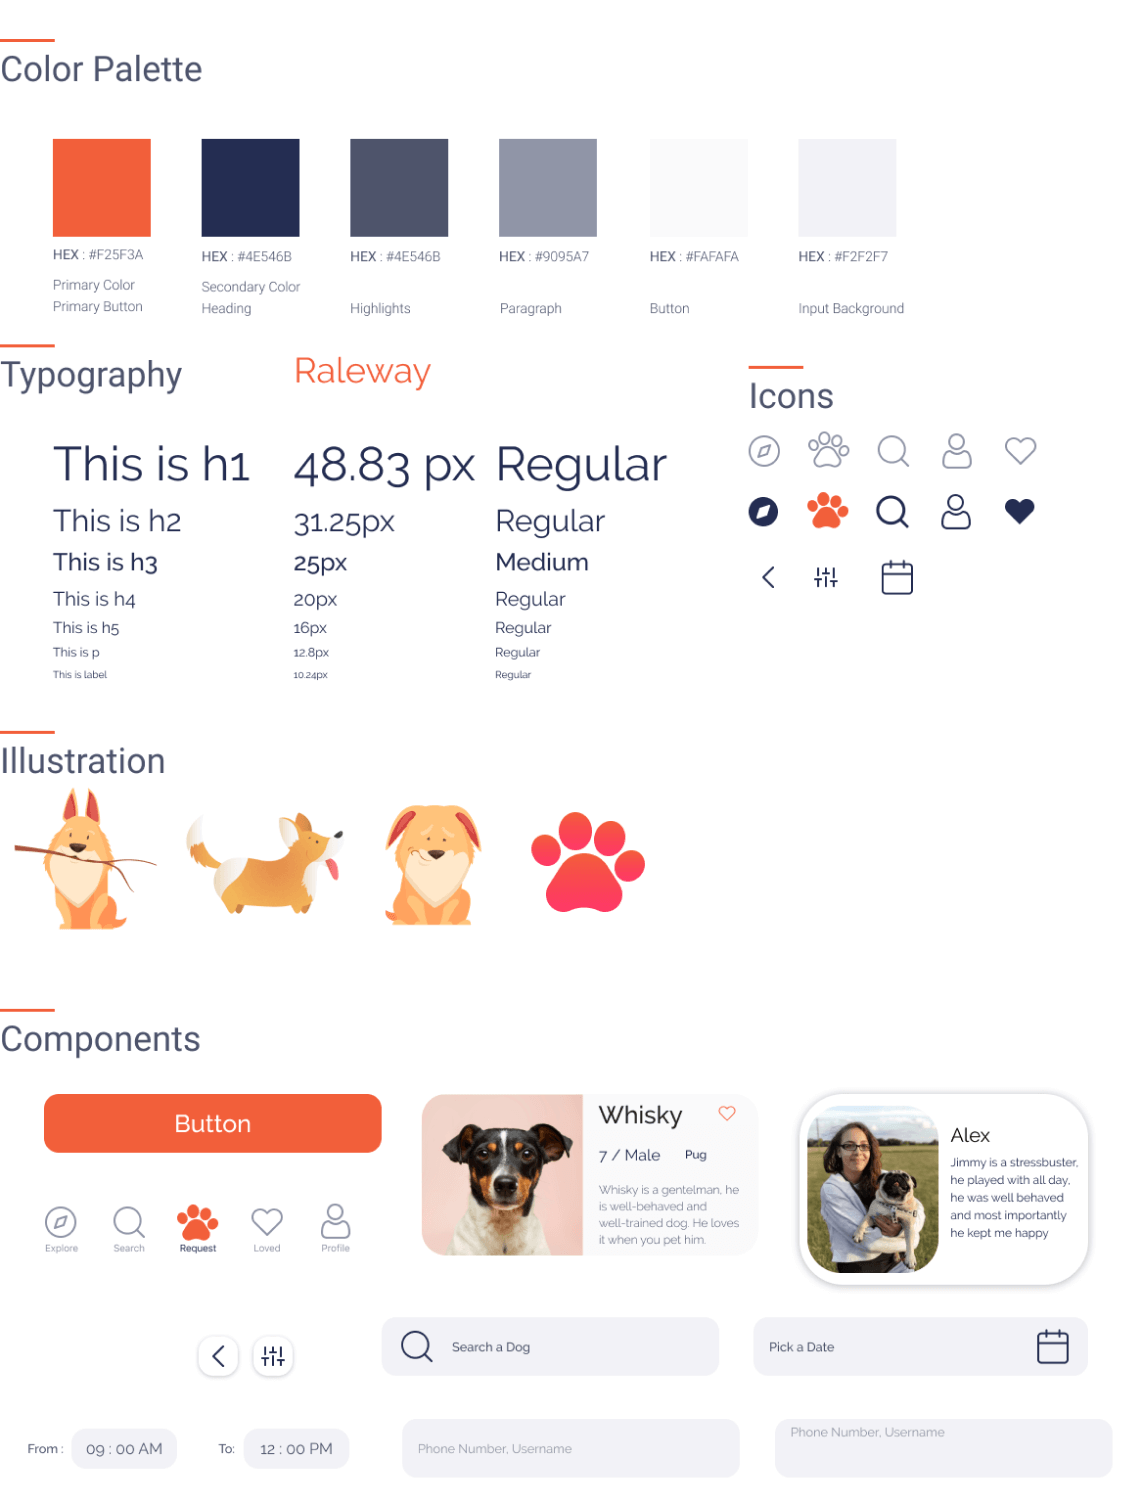 Color Palette
HEX : #F25F3A
Primary Color
Primary Button
HEX : #4E546B
Secondary Color
Heading
HEX : #4E546B
Highlights
HEX : #9095A7
Paragraph
HEX : #FAFAFA
Button
HEX : #F2F2F7
Input Background
Typography
Raleway
This is h1 48.83 px Regular
This is h2 31.25px Regular
This is h3 25px Medium
This is h4 20px Regular
This is h5 16px Regular
This is p 12.8px Regular
This is label 10.24px Regular
Icons
Illustration
Components
Button
Explore Search Request Loved Profile
Whisky
7 / Male Pug
Whisky is a gentelman, he
is well-behaved and
well-trained dog. He loves
it when you pet him.
Alex
Jimmy is a stressbuster,
he played with all day,
he was well behaved
and most importantly
he kept me happy
Search a Dog
Pick a Date
From : 09 : 00 AM To: 12 : 00 PM
Phone Number, Username
Phone Number, Username